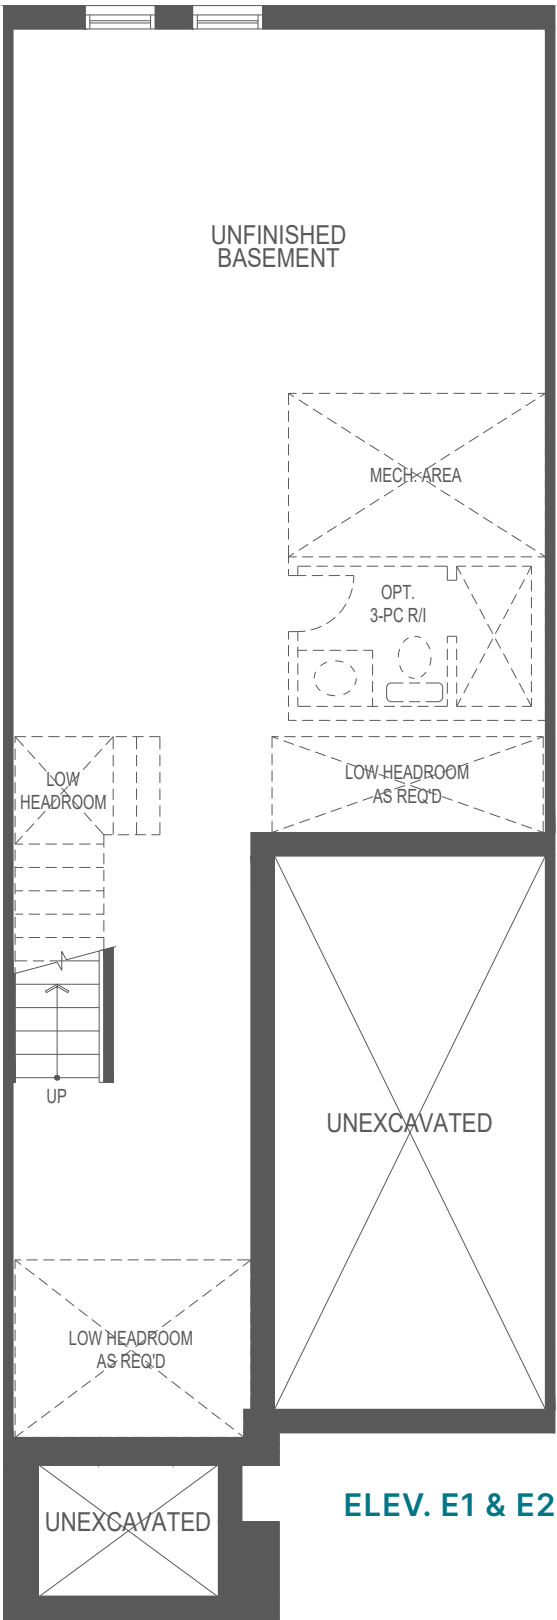 UNFINISHED
BASEMENT
MECH. AREA
OPT.
3-PC R/I
LOW
HEADROOM
LOW HEADROOM
AS REQ'D
UP
UNEXCAVATED
LOW HEADROOM
AS REQ'D
UNEXCAVATED
ELEV. E1 & E2